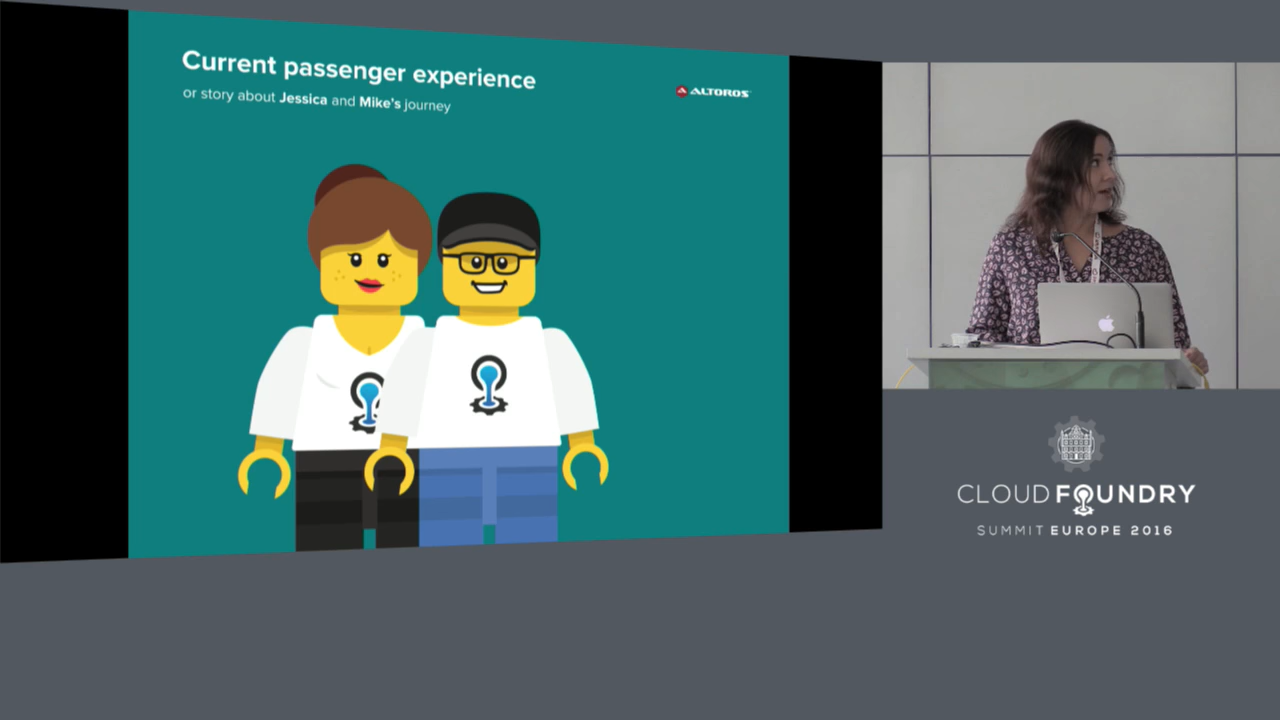 Current passenger experience
or story about Jessica and Mike's journey
ALTOROS
CLOUD FOUNDRY
SUMMIT EUROPE 2016